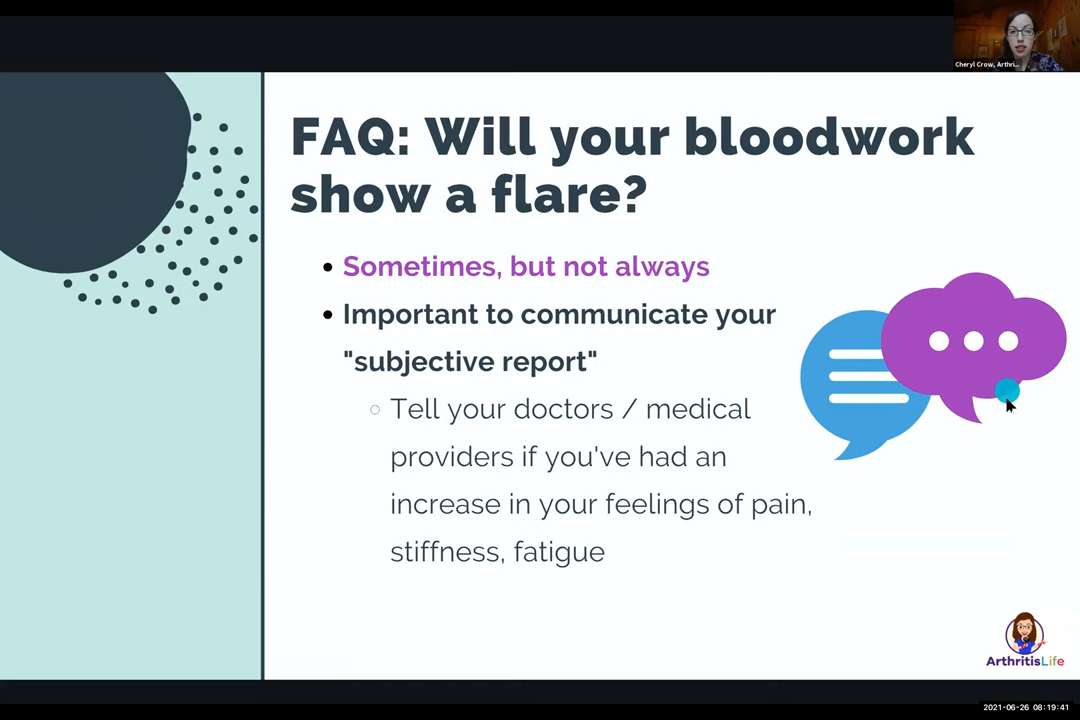 Cheryl Crow, Arthri...
FAQ: Will your bloodwork
show a flare?
Sometimes, but not always
Important to communicate your
"subjective report"
Tell your doctors / medical
providers if you've had an
increase in your feelings of pain,
stiffness, fatigue
ArthritisLife
2021-06-26 08:19:41